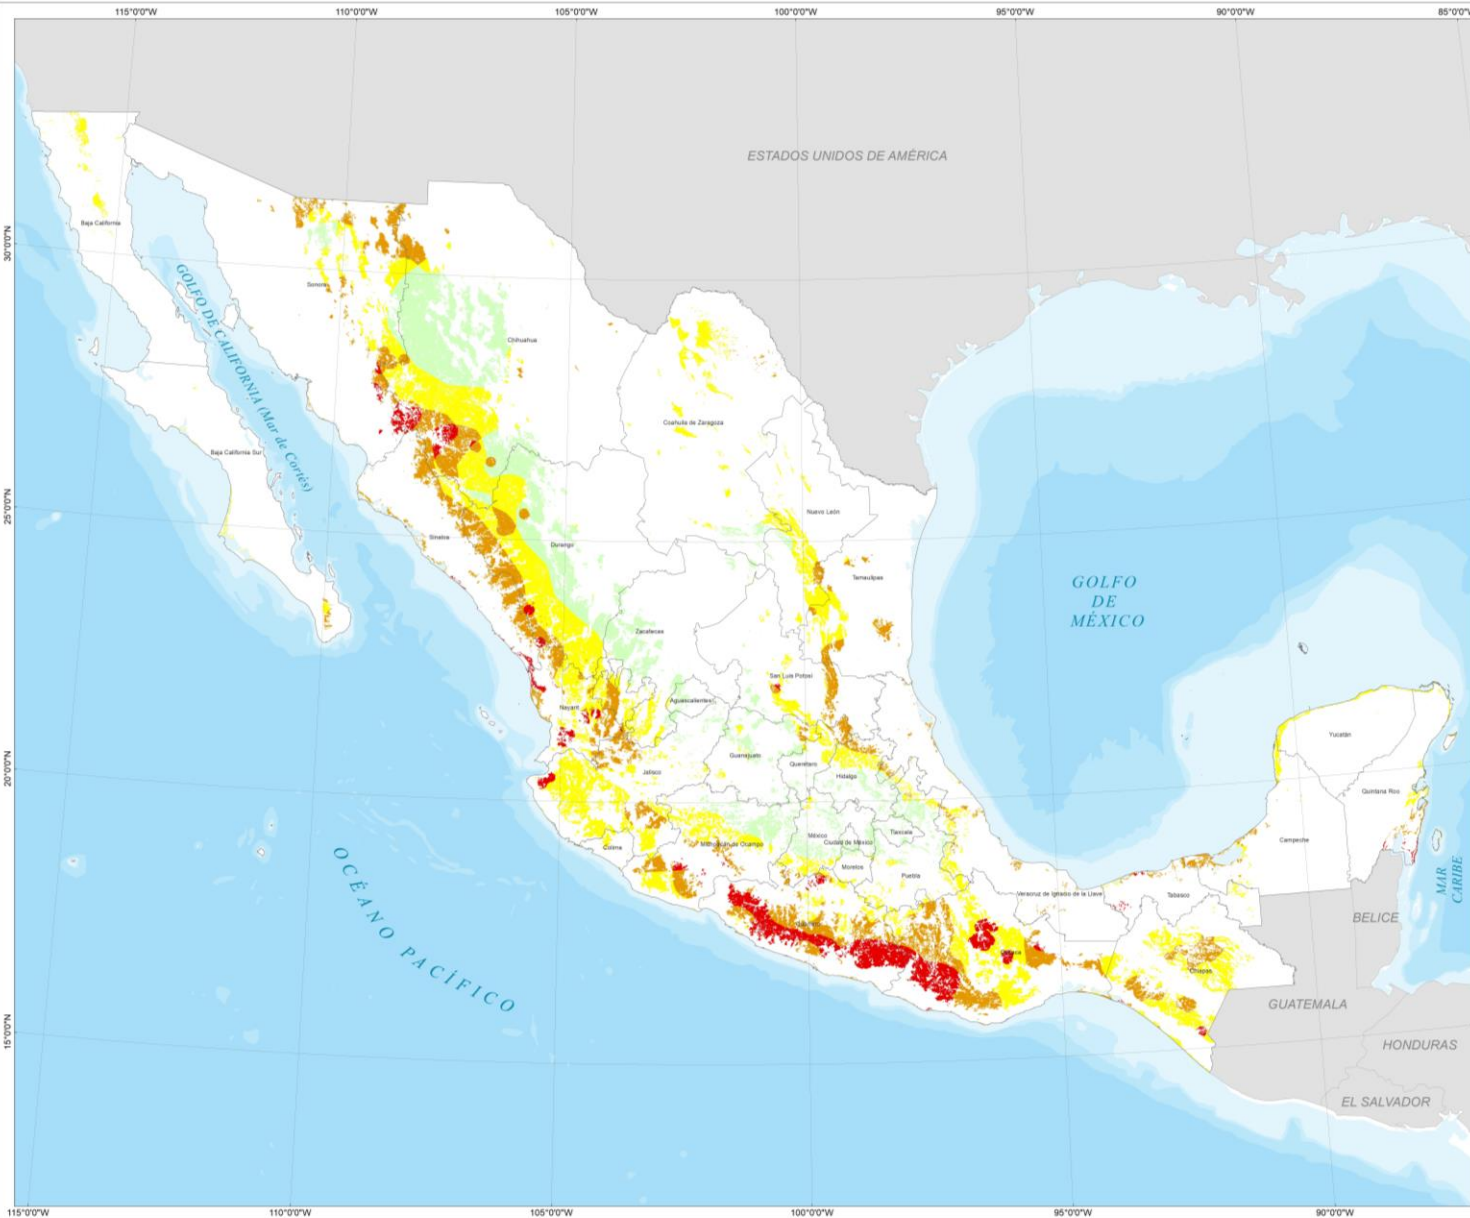 115°0'0"W
110°0'0"W
105°0'0"W
100°0'0"W
95°0'0"W
90°0'0"W
85°0'0"W
ESTADOS UNIDOS DE AMÉRICA
30°0'0"N
Baja California
GOLFO DE CALIFORNIA (Mar de Cortés)
Sonora
Chihuahua
Coahuila de Zaragoza
Baja California Sur
25°0'0"N
Nuevo León
Sinaloa
Durango
Tamaulipas
GOLFO
DE
MÉXICO
Zacatecas
San Luis Potosí
Nayarit
Aguascalientes
Yucatán
20°0'0"N
Guanajuato
Querétaro
Jalisco
Hidalgo
Quintana Roo
México
Tlaxcala
Ciudad de México
Colima
Michoacán de Ocampo
Campeche
Morelos
Puebla
Veracruz de Ignacio de la Llave
Tabasco
MAR
CARIBE
BELICE
OCÉANO PACÍFICO
Oaxaca
Chiapas
GUATEMALA
15°0'0"N
HONDURAS
EL SALVADOR
115°0'0"W
110°0'0"W
105°0'0"W
100°0'0"W
95°0'0"W
90°0'0"W